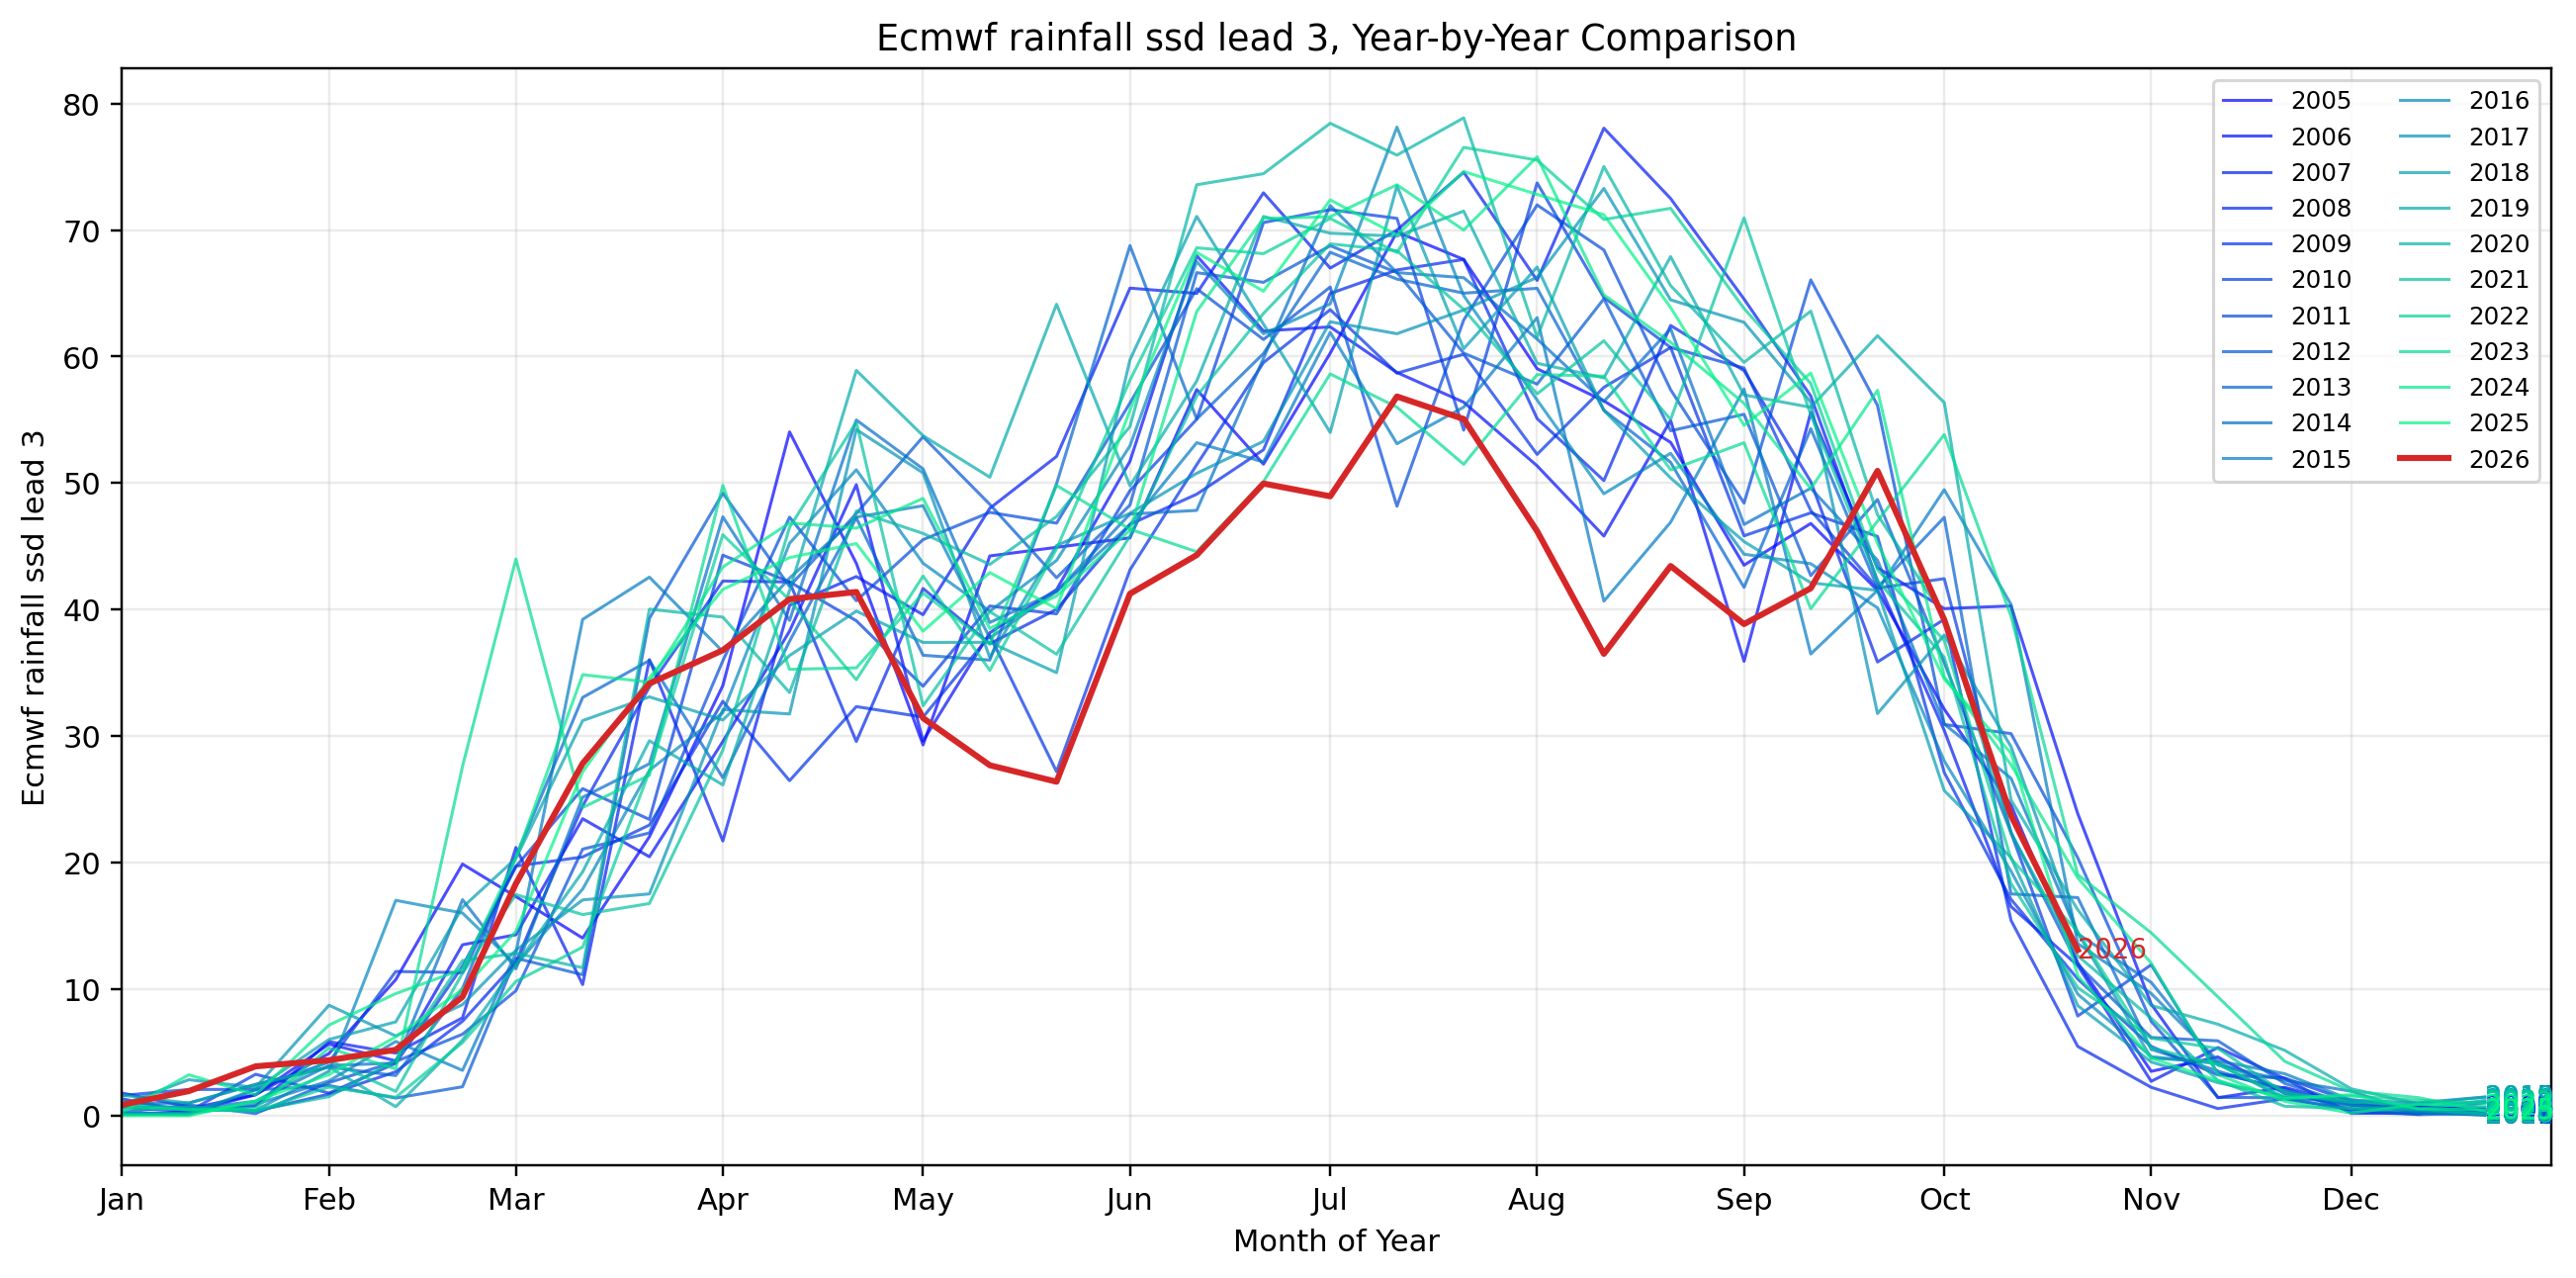 Ecmwf rainfall ssd lead 3, Year-by-Year Comparison
Ecmwf rainfall ssd lead 3
80
70
60
50
40
30
20
10
0
2005
2006
2007
2008
2009
2010
2011
2012
2013
2014
2015
2016
2017
2018
2019
2020
2021
2022
2023
2024
2025
2026
2026
Jan
Feb
Mar
Apr
May
Jun
Jul
Aug
Sep
Oct
Nov
Dec
Month of Year